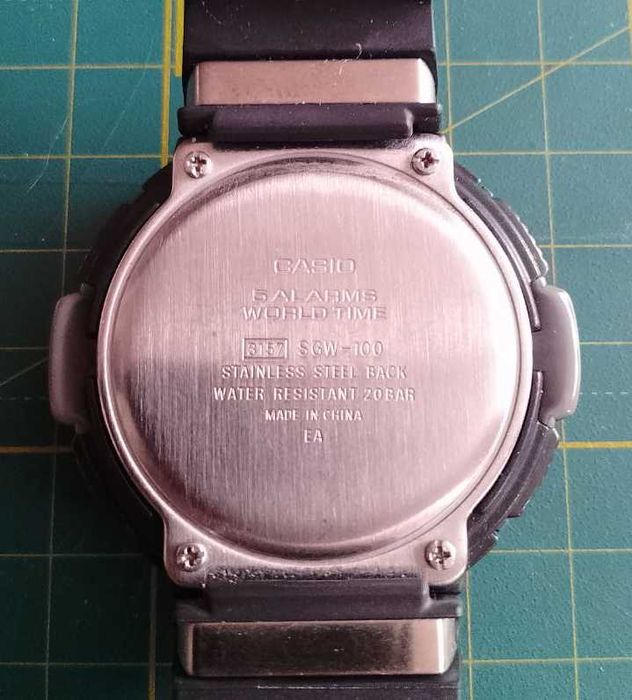 CASIO
5 ALARMS
WORLD TIME
3157 SGW-100
STAINLESS STEEL BACK
WATER RESISTANT 20BAR
MADE IN CHINA
EA